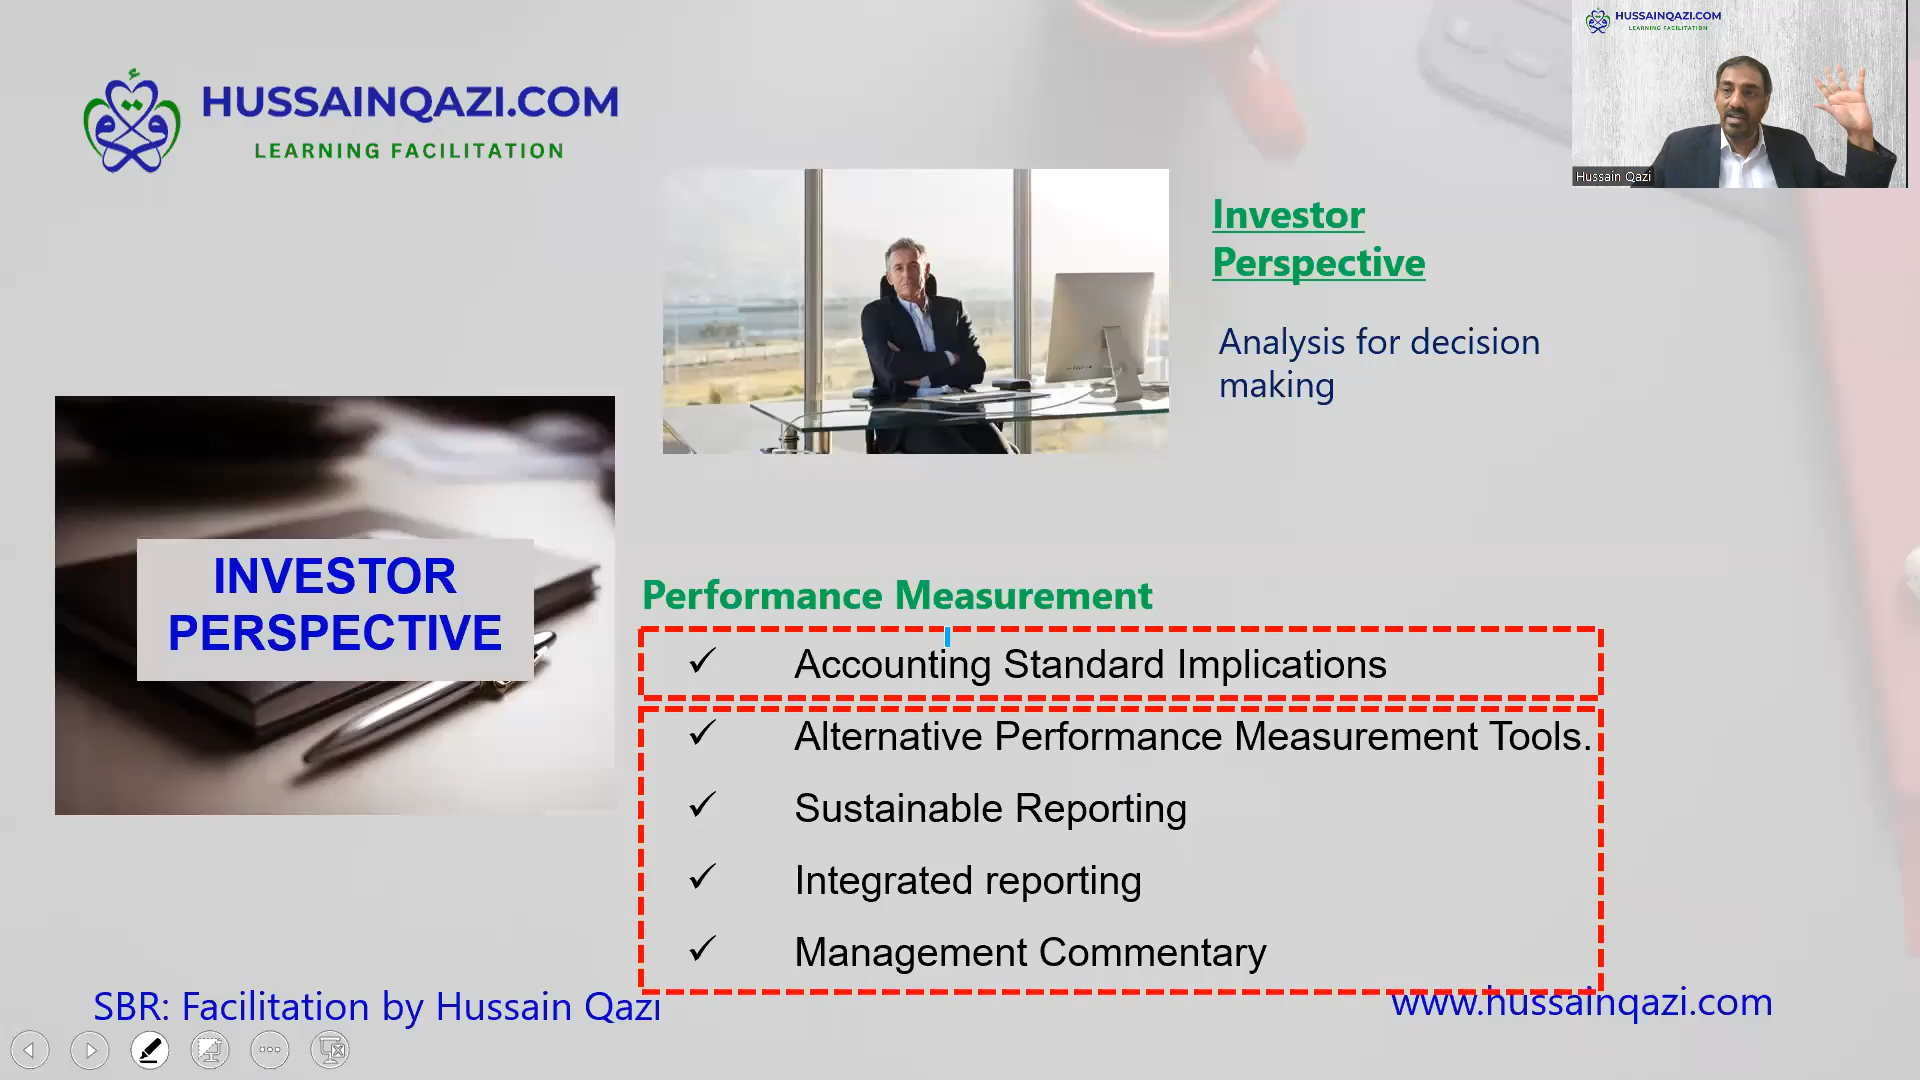 HUSSAINQAZI.COM
LEARNING FACILITATION
HUSSAINQAZI.COM
LEARNING FACILITATION
Hussain Qazi
Investor
Perspective
Analysis for decision
making
INVESTOR
PERSPECTIVE
Performance Measurement
✓ Accounting Standard Implications
✓ Alternative Performance Measurement Tools.
✓ Sustainable Reporting
✓ Integrated reporting
✓ Management Commentary
SBR: Facilitation by Hussain Qazi
www.hussainqazi.com